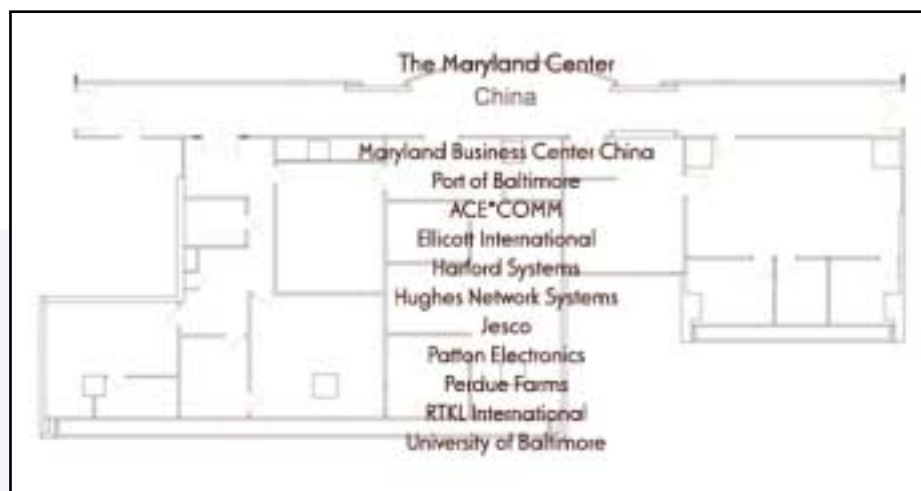 The Maryland Center
China
Maryland Business Center China
Port of Baltimore
ACE*COMM
Ellicott International
Harford Systems
Hughes Network Systems
Jesco
Patton Electronics
Perdue Farms
RTKL International
University of Baltimore